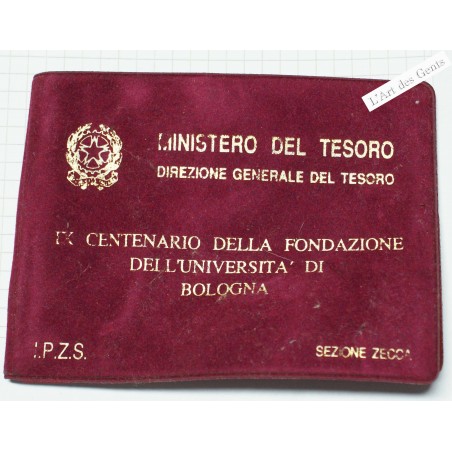 L'Art des Gents
MINISTERO DEL TESORO
DIREZIONE GENERALE DEL TESORO
IX CENTENARIO DELLA FONDAZIONE
DELL'UNIVERSITA' DI
BOLOGNA
I.P.Z.S.
SEZIONE ZECCA